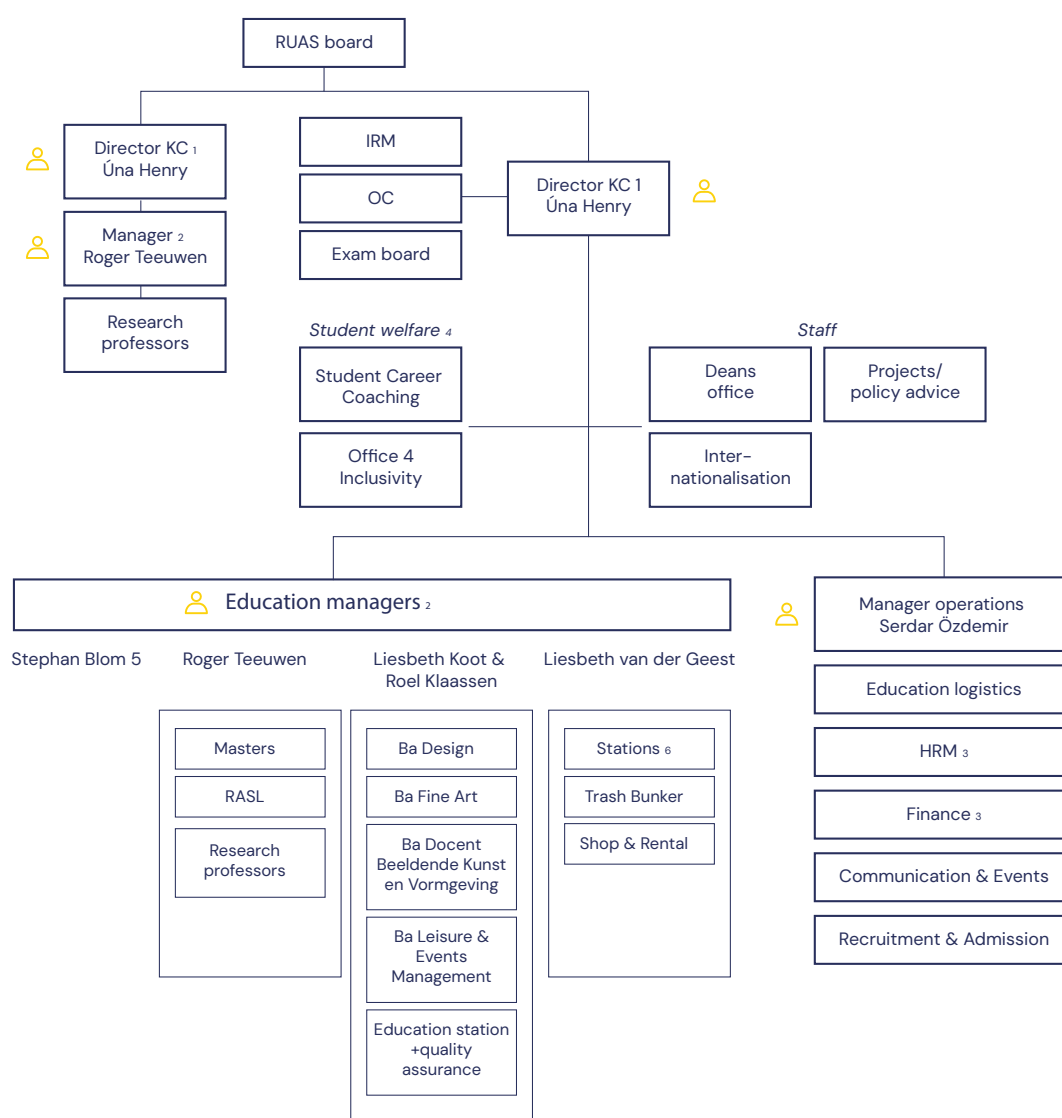 RUAS board
Director KC 1
Úna Henry
Manager 2
Roger Teeuwen
Research
professors
IRM
OC
Exam board
Director KC 1
Úna Henry
Student welfare 4
Student Career
Coaching
Office 4
Inclusivity
Staff
Deans
office
Projects/
policy advice
Inter-
nationalisation
Education managers 2
Stephan Blom 5
Roger Teeuwen
Masters
RASL
Research
professors
Liesbeth Koot &
Roel Klaassen
Ba Design
Ba Fine Art
Ba Docent
Beeldende Kunst
en Vormgeving
Ba Leisure &
Events
Management
Education station
+quality
assurance
Liesbeth van der Geest
Stations 6
Trash Bunker
Shop & Rental
Manager operations
Serdar Özdemir
Education logistics
HRM 3
Finance 3
Communication & Events
Recruitment & Admission